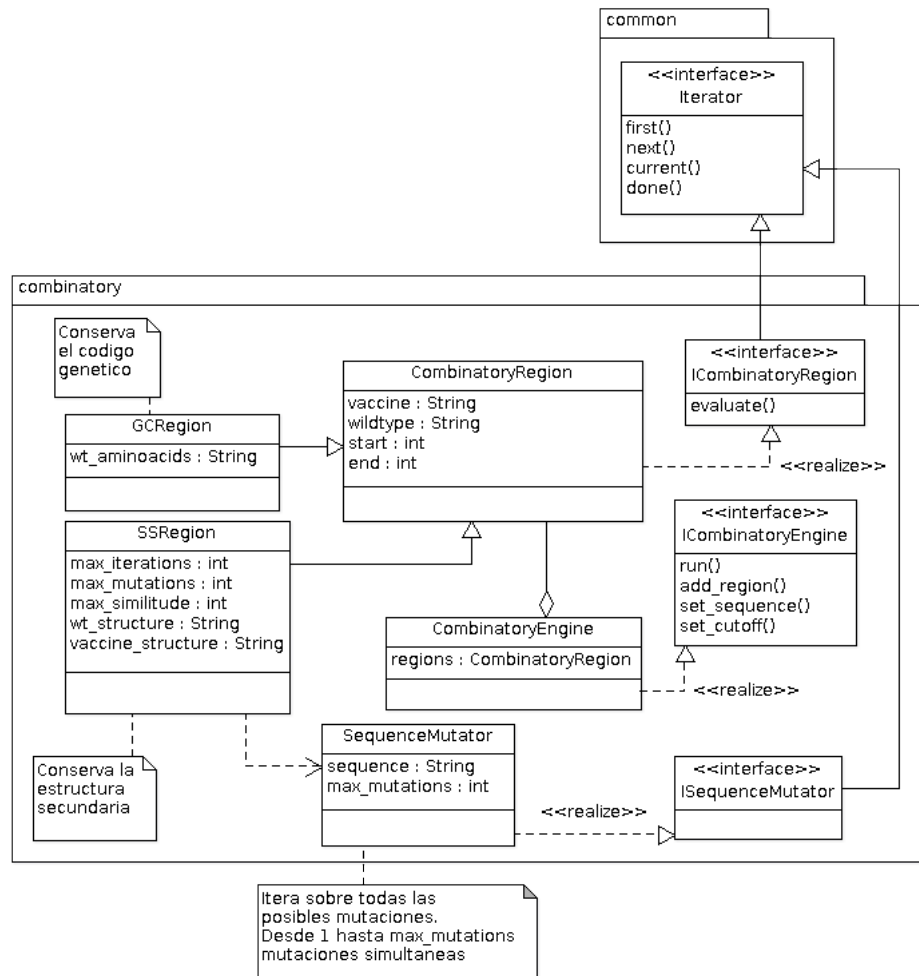 common
<<interface>>
Iterator
first()
next()
current()
done()
combinatory
Conserva
el codigo
genetico
GCRegion
wt_aminoacids : String
CombinatoryRegion
vaccine : String
wildtype : String
start : int
end : int
<<interface>>
ICombinatoryRegion
evaluate()
<<realize>>
SSRegion
max_iterations : int
max_mutations : int
max_similitude : int
wt_structure : String
vaccine_structure : String
<<interface>>
ICombinatoryEngine
run()
add_region()
set_sequence()
set_cutoff()
CombinatoryEngine
regions : CombinatoryRegion
<<realize>>
Conserva la
estructura
secundaria
SequenceMutator
sequence : String
max_mutations : int
<<realize>>
<<interface>>
ISequenceMutator
Itera sobre todas las
posibles mutaciones.
Desde 1 hasta max_mutations
mutaciones simultaneas